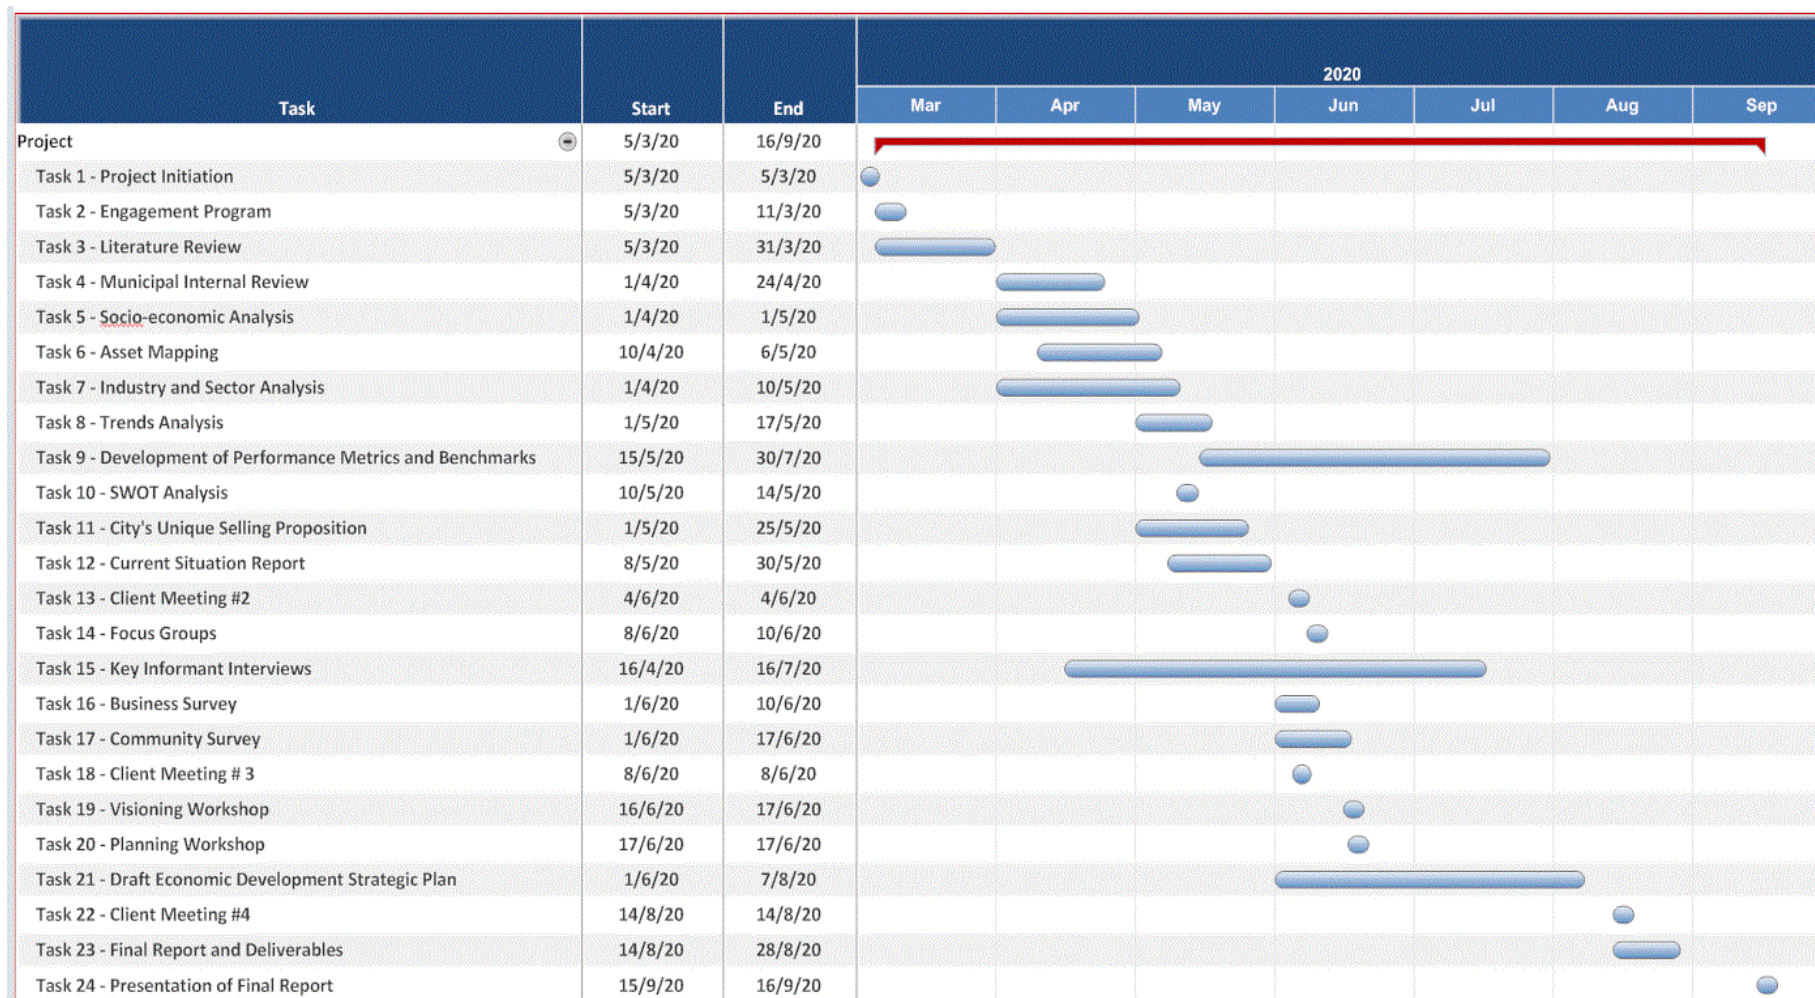 2020
Task Start End Mar Apr May Jun Jul Aug Sep
Project 5/3/20 16/9/20
Task 1 - Project Initiation 5/3/20 5/3/20
Task 2 - Engagement Program 5/3/20 11/3/20
Task 3 - Literature Review 5/3/20 31/3/20
Task 4 - Municipal Internal Review 1/4/20 24/4/20
Task 5 - Socio-economic Analysis 1/4/20 1/5/20
Task 6 - Asset Mapping 10/4/20 6/5/20
Task 7 - Industry and Sector Analysis 1/4/20 10/5/20
Task 8 - Trends Analysis 1/5/20 17/5/20
Task 9 - Development of Performance Metrics and Benchmarks 15/5/20 30/7/20
Task 10 - SWOT Analysis 10/5/20 14/5/20
Task 11 - City's Unique Selling Proposition 1/5/20 25/5/20
Task 12 - Current Situation Report 8/5/20 30/5/20
Task 13 - Client Meeting #2 4/6/20 4/6/20
Task 14 - Focus Groups 8/6/20 10/6/20
Task 15 - Key Informant Interviews 16/4/20 16/7/20
Task 16 - Business Survey 1/6/20 10/6/20
Task 17 - Community Survey 1/6/20 17/6/20
Task 18 - Client Meeting # 3 8/6/20 8/6/20
Task 19 - Visioning Workshop 16/6/20 17/6/20
Task 20 - Planning Workshop 17/6/20 17/6/20
Task 21 - Draft Economic Development Strategic Plan 1/6/20 7/8/20
Task 22 - Client Meeting #4 14/8/20 14/8/20
Task 23 - Final Report and Deliverables 14/8/20 28/8/20
Task 24 - Presentation of Final Report 15/9/20 16/9/20